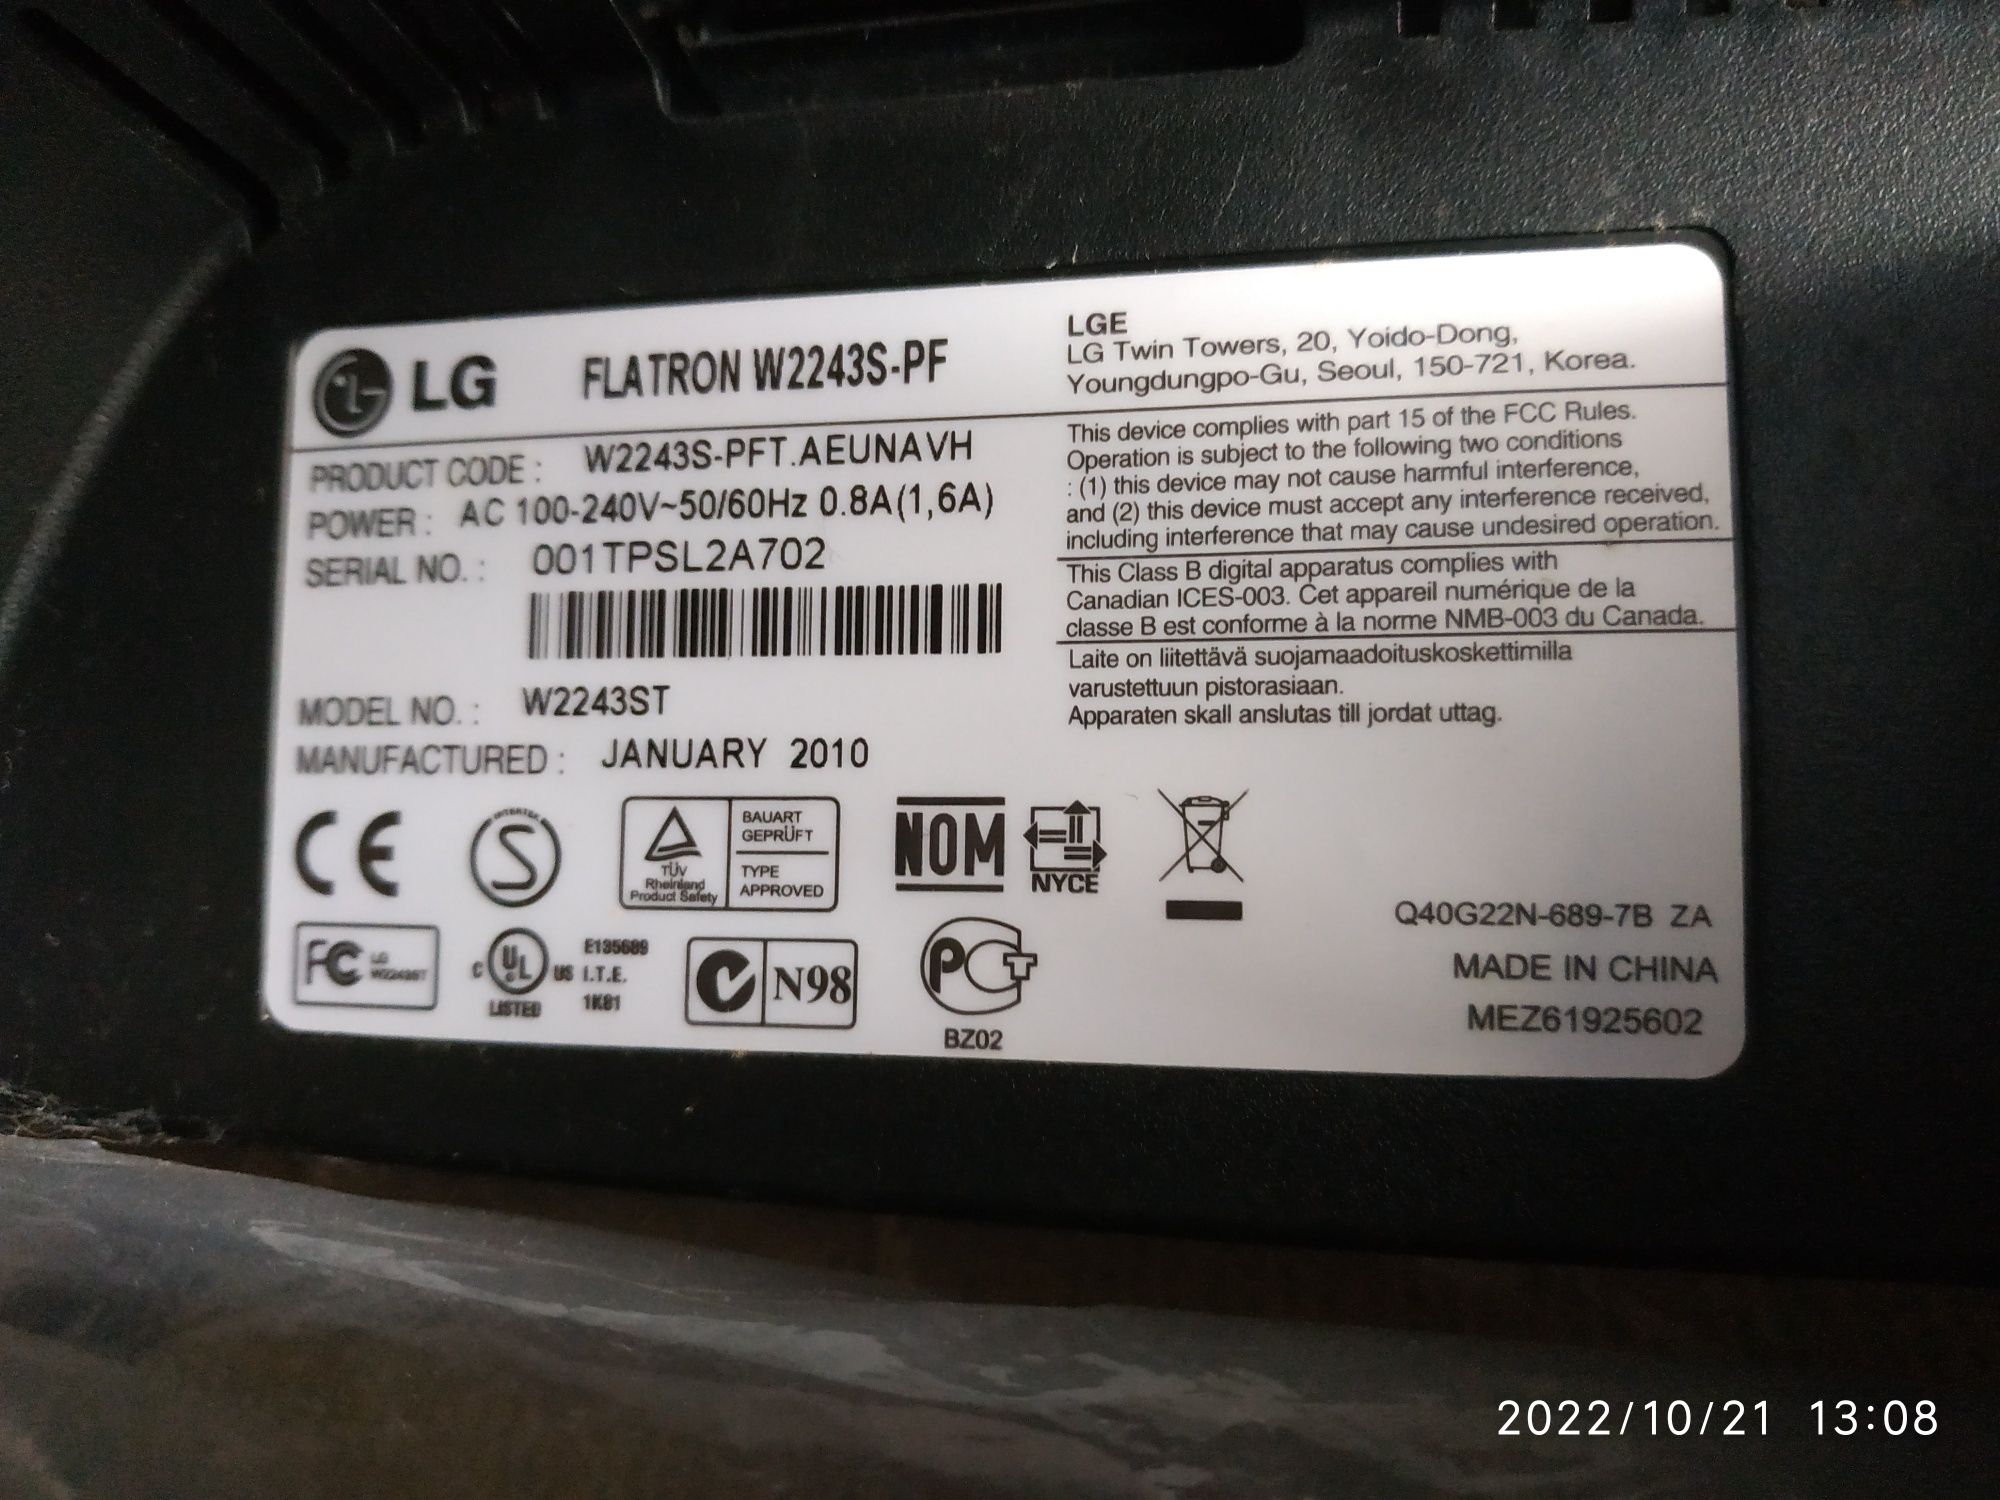 LG
FLATRON W2243S-PF
LGE
LG Twin Towers, 20, Yoido-Dong,
Youngdungpo-Gu, Seoul, 150-721, Korea.
PRODUCT CODE : W2243S-PFT.AEUNAVH
POWER : AC 100-240V~50/60Hz 0.8A(1,6A)
SERIAL NO. : 001TPSL2A702
MODEL NO. : W2243ST
MANUFACTURED : JANUARY 2010
This device complies with part 15 of the FCC Rules.
Operation is subject to the following two conditions
: (1) this device may not cause harmful interference,
and (2) this device must accept any interference received,
including interference that may cause undesired operation.
This Class B digital apparatus complies with
Canadian ICES-003. Cet appareil numérique de la
classe B est conforme à la norme NMB-003 du Canada.
Laite on liitettävä suojamaadoituskoskettimilla
varustettuun pistorasiaan.
Apparaten skall anslutas till jordat uttag.
CE
INTERTEK
S
TÜV
Rheinland
Product Safety
BAUART
GEPRÜFT
TYPE
APPROVED
NOM
NYCE
FC
LG
W2243ST
C UL US
LISTED
E135689
I.T.E.
1K81
N98
PCT
BZ02
Q40G22N-689-7B ZA
MADE IN CHINA
MEZ61925602
2022/10/21 13:08